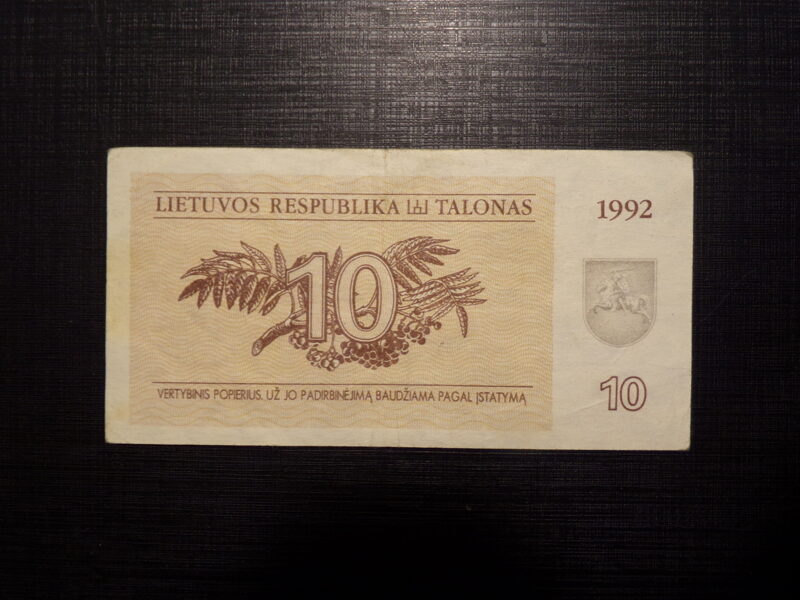 LIETUVOS RESPUBLIKA TALONAS
1992
10
VERTYBINIS POPIERIUS. UŽ JO PADIRBINĖJIMĄ BAUDŽIAMA PAGAL ĮSTATYMĄ
10